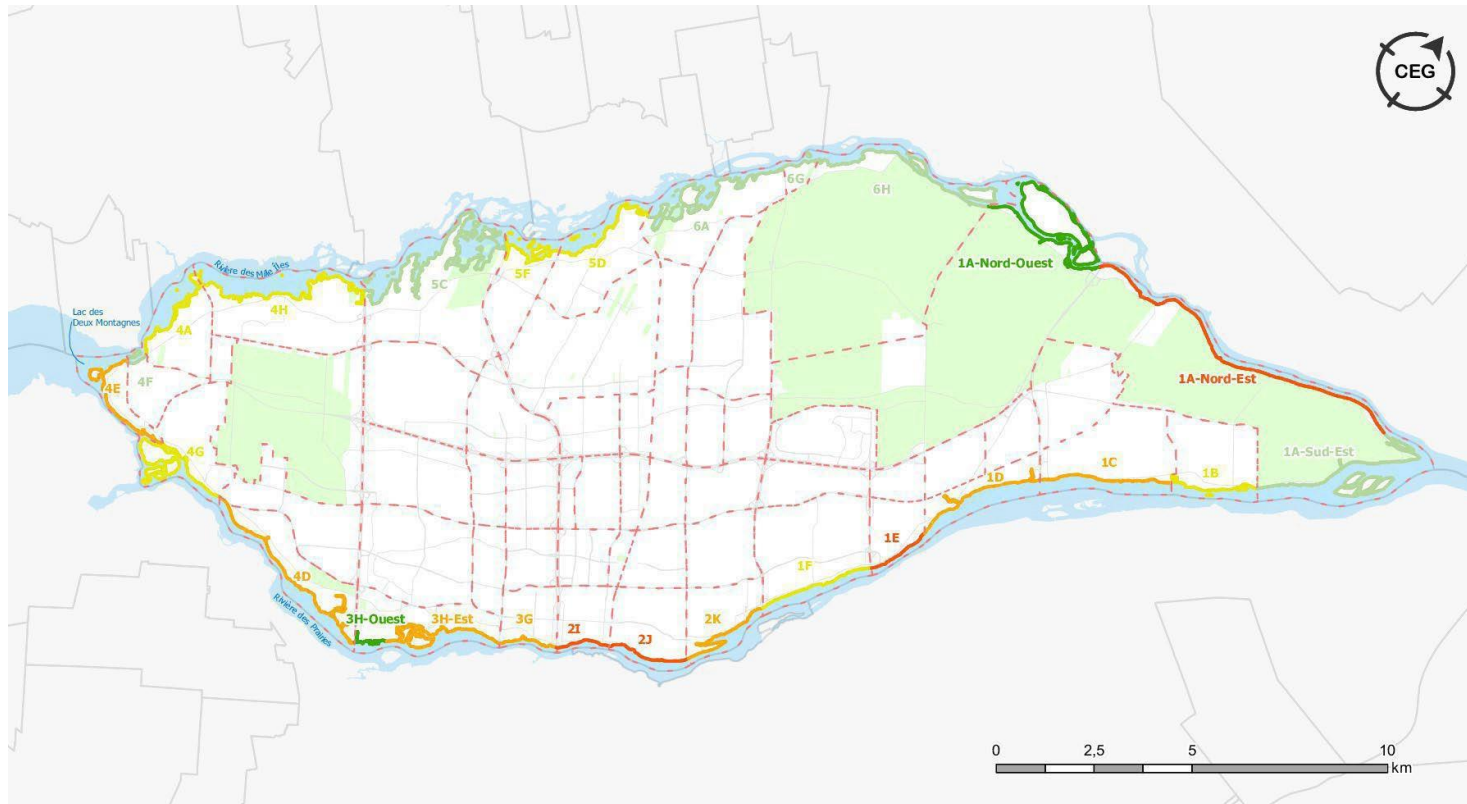 CEG
6G
6H
6A
1A-Nord-Ouest
Rivière des Mille Îles
5F
5D
5C
4H
Lac des
Deux Montagnes
4A
4E
4F
1A-Nord-Est
4G
1A-Sud-Est
1D
1C
1B
1E
1F
4D
Rivière des Prairies
3H-Ouest
3H-Est
3G
2I
2J
2K
0
2,5
5
10
km